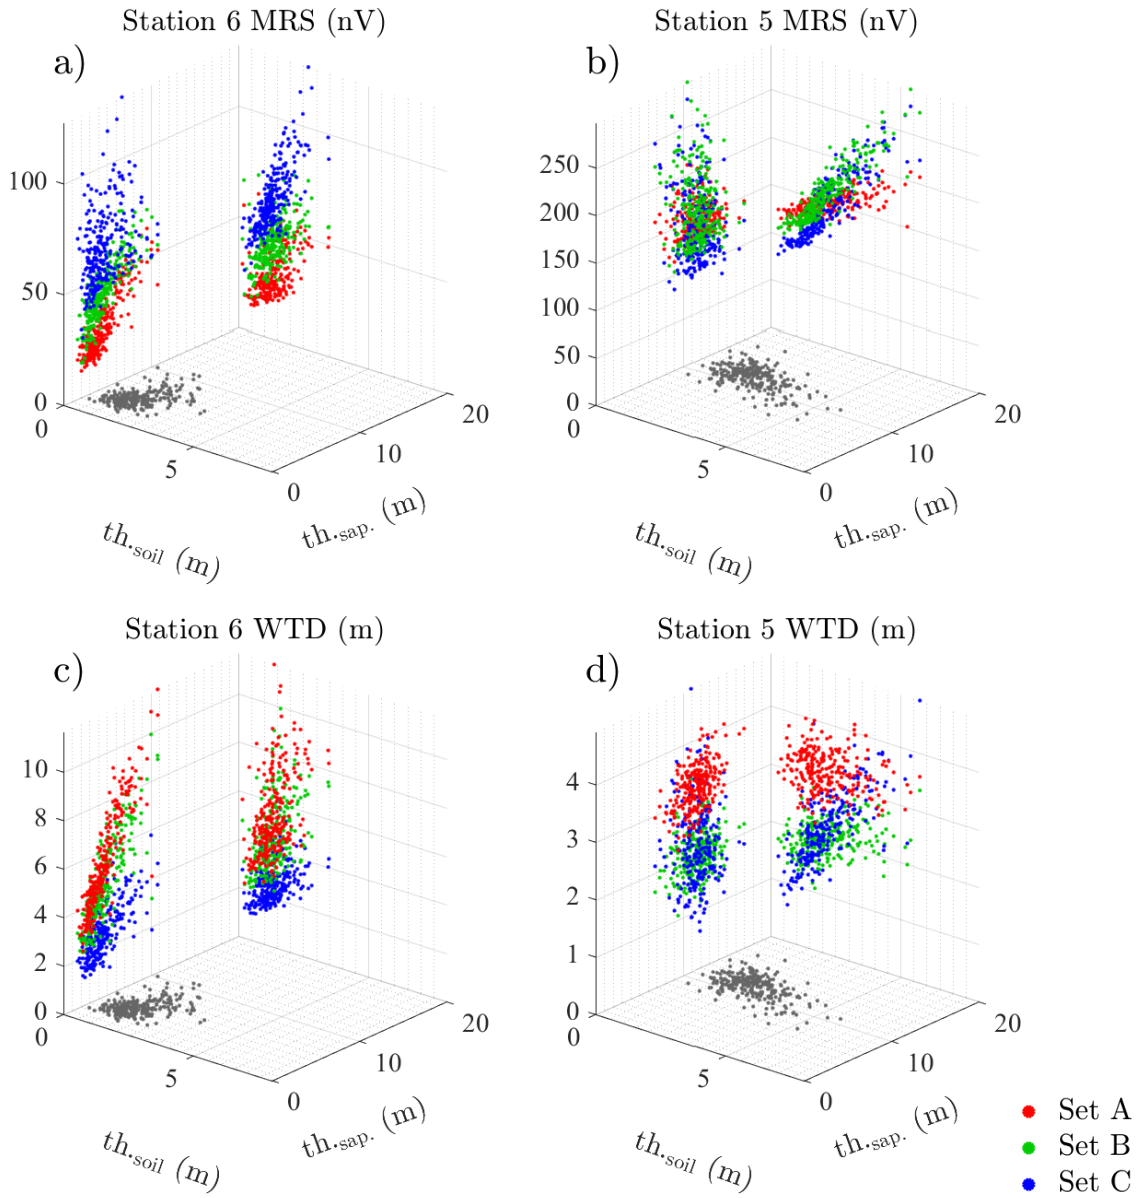 Station 6 MRS (nV)
a)
100
50
0
0
5
0
10
20
th.soil (m)
th.sap. (m)
Station 5 MRS (nV)
b)
250
200
150
100
50
0
0
5
0
10
20
th.soil (m)
th.sap. (m)
Station 6 WTD (m)
c)
10
8
6
4
2
0
0
5
0
10
20
th.soil (m)
th.sap. (m)
Station 5 WTD (m)
d)
4
3
2
1
0
0
5
0
10
20
th.soil (m)
th.sap. (m)
Set A
Set B
Set C